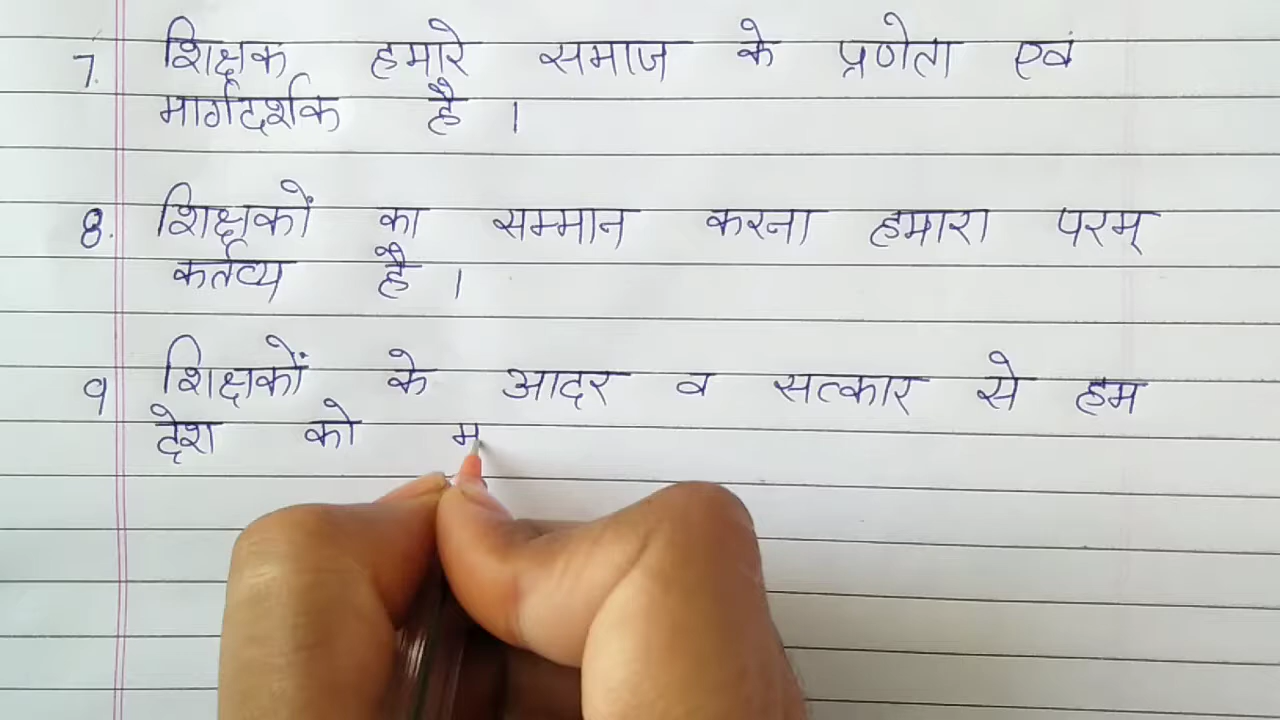 7. शिक्षक हमारे समाज के प्रणेता एवं
मार्गदर्शक है ।
8. शिक्षकों का सम्मान करना हमारा परम्
कर्तव्य है ।
9 शिक्षकों के आदर व सत्कार से हम
देश को म